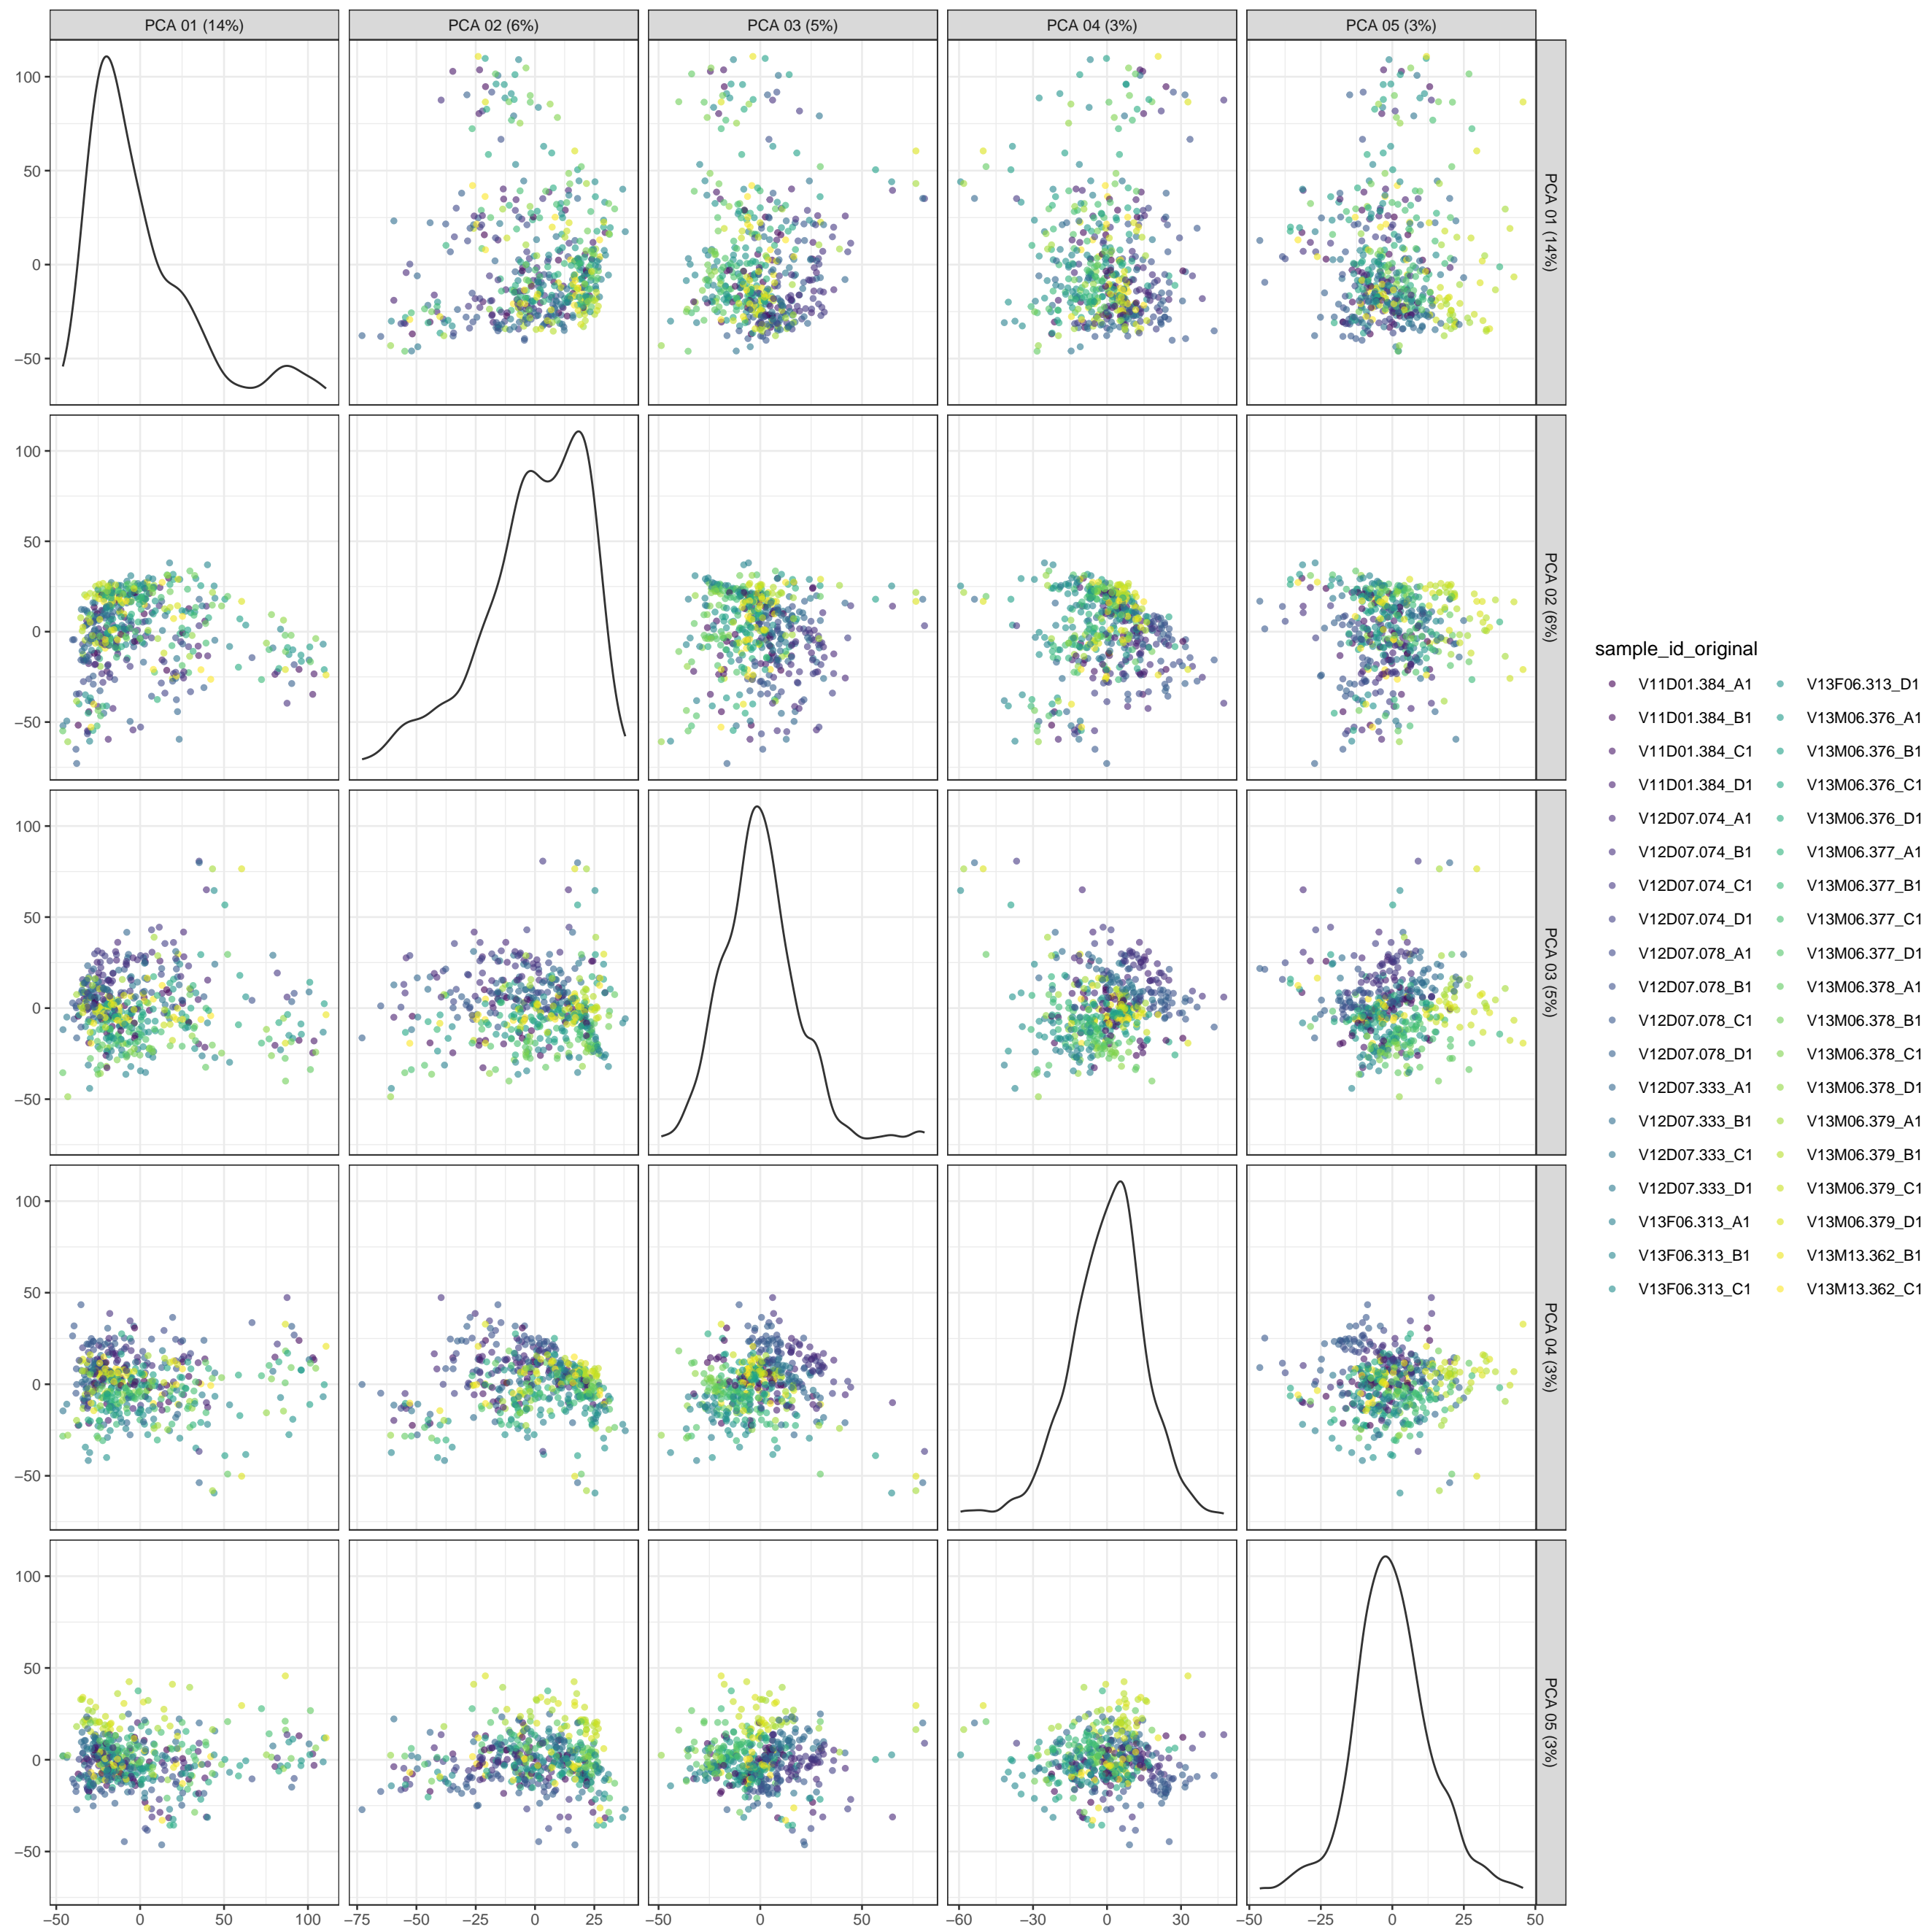 PCA 01 (14%) PCA 02 (6%) PCA 03 (5%) PCA 04 (3%) PCA 05 (3%)
100
50
0
−50
PCA 01 (14%)
100
50
0
−50
PCA 02 (6%)
100
50
0
−50
PCA 03 (5%)
100
50
0
−50
PCA 04 (3%)
100
50
0
−50
PCA 05 (3%)
−50 0 50 100 −75 −50 −25 0 25 −50 0 50 −60 −30 0 30 −50 −25 0 25 50
sample_id_original
V11D01.384_A1 V13F06.313_D1
V11D01.384_B1 V13M06.376_A1
V11D01.384_C1 V13M06.376_B1
V11D01.384_D1 V13M06.376_C1
V12D07.074_A1 V13M06.376_D1
V12D07.074_B1 V13M06.377_A1
V12D07.074_C1 V13M06.377_B1
V12D07.074_D1 V13M06.377_C1
V12D07.078_A1 V13M06.377_D1
V12D07.078_B1 V13M06.378_A1
V12D07.078_C1 V13M06.378_B1
V12D07.078_D1 V13M06.378_C1
V12D07.333_A1 V13M06.378_D1
V12D07.333_B1 V13M06.379_A1
V12D07.333_C1 V13M06.379_B1
V12D07.333_D1 V13M06.379_C1
V13F06.313_A1 V13M06.379_D1
V13F06.313_B1 V13M13.362_B1
V13F06.313_C1 V13M13.362_C1